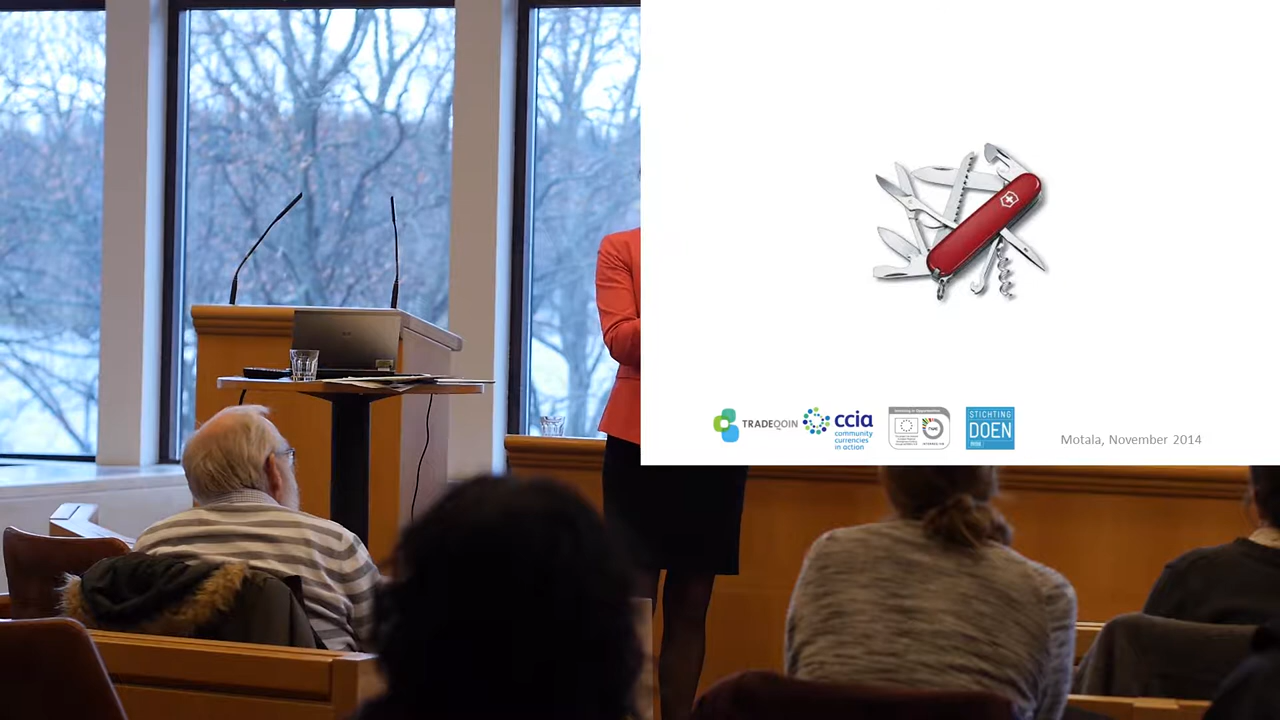 TRADEQOIN
ccia
community
currencies
in action
STICHTING
DOEN
Motala, November 2014